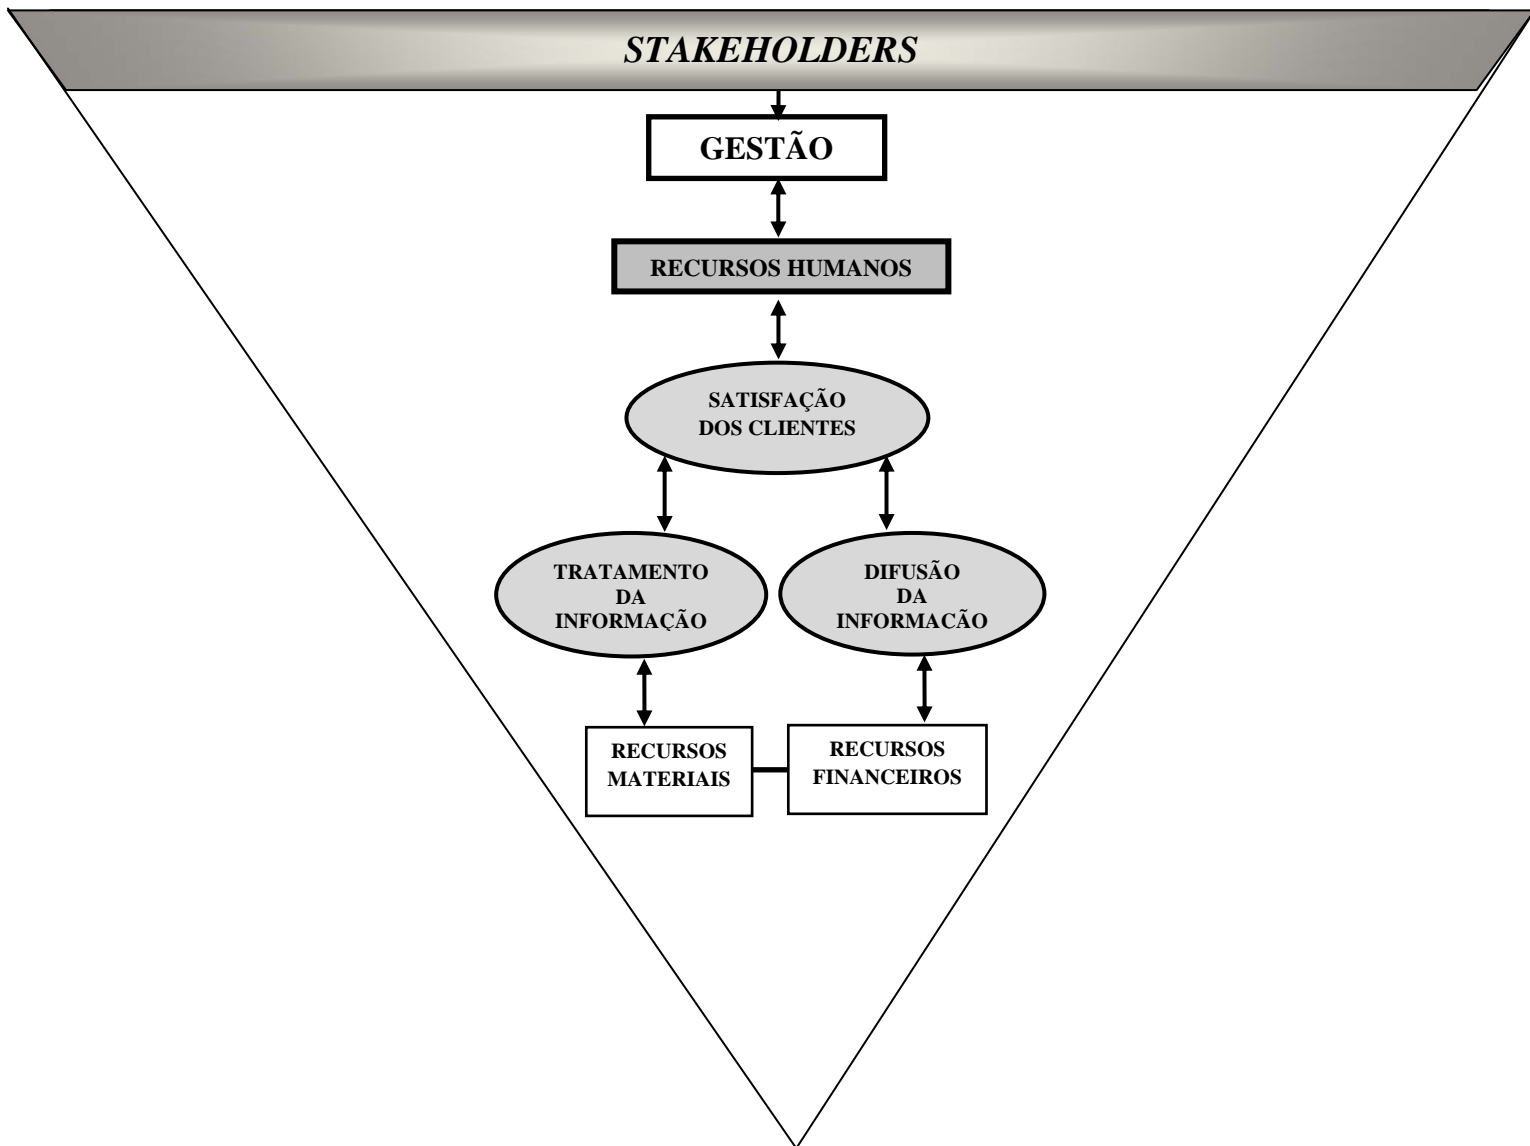 STAKEHOLDERS
GESTÃO
RECURSOS HUMANOS
SATISFAÇÃO
DOS CLIENTES
TRATAMENTO
DA
INFORMAÇÃO
DIFUSÃO
DA
INFORMACÃO
RECURSOS
MATERIAIS
RECURSOS
FINANCEIROS